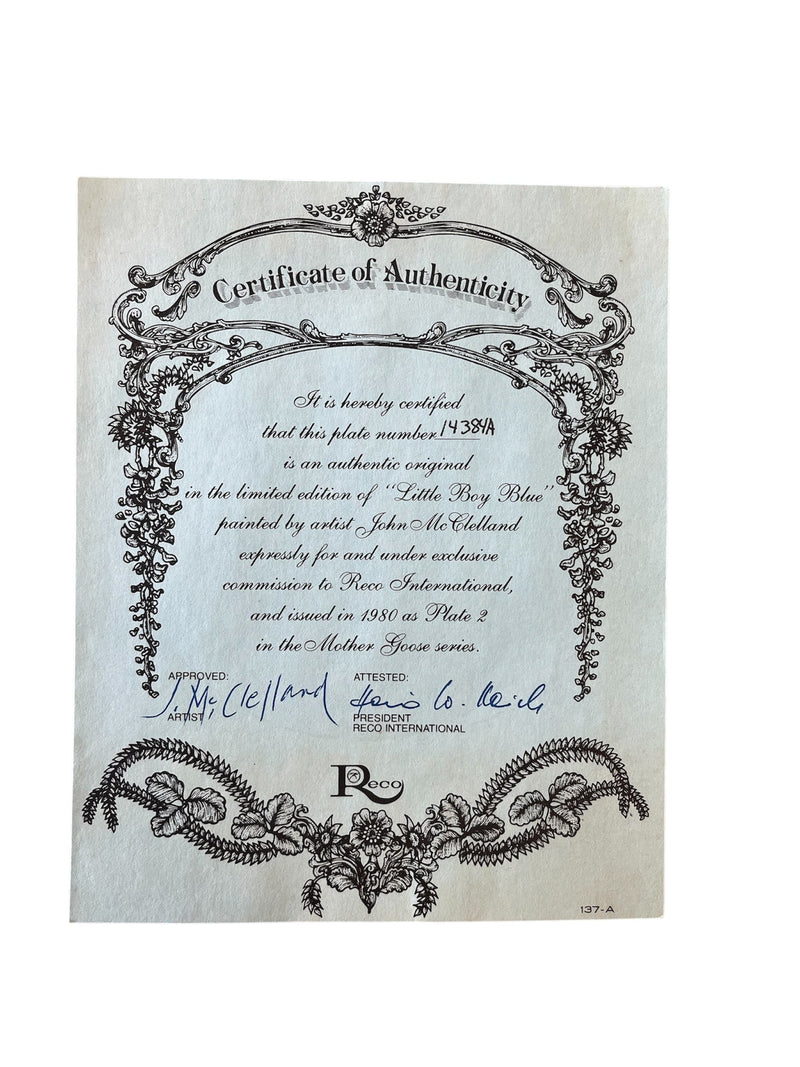 Certificate of Authenticity
It is hereby certified
that this plate number 14384A
is an authentic original
in the limited edition of "Little Boy Blue"
painted by artist John McClelland
expressly for and under exclusive
commission to Reco International,
and issued in 1980 as Plate 2
in the Mother Goose series.
APPROVED:
J. McClelland
ARTIST
ATTESTED:
PRESIDENT
RECO INTERNATIONAL
Reco
137-A